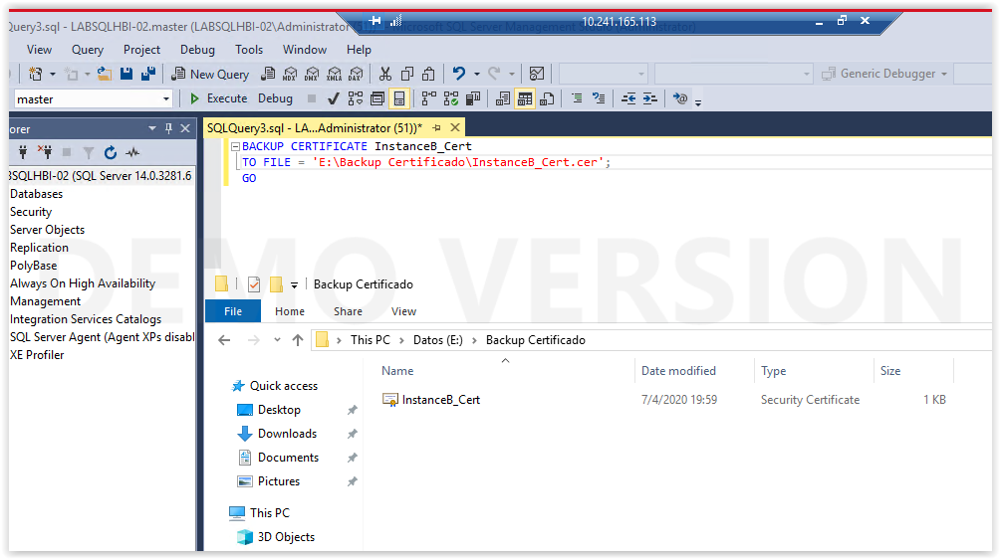 Query3.sql - LABSQLHBI-02.master (LABSQLHBI-02\Administrator
Microsoft SQL Server Management Studio (Administrator)
10.241.165.113
View Query Project Debug Tools Window Help
New Query
MDX DMX XMLA DAX
Generic Debugger
master
Execute Debug
orer
SQLQuery3.sql - LA...Administrator (51))*
BACKUP CERTIFICATE InstanceB_Cert
TO FILE = 'E:\Backup Certificado\InstanceB_Cert.cer';
GO
BSQLHBI-02 (SQL Server 14.0.3281.6
Databases
Security
Server Objects
Replication
PolyBase
Always On High Availability
Management
Integration Services Catalogs
SQL Server Agent (Agent XPs disabl
XE Profiler
DEMO VERSION
Backup Certificado
File Home Share View
This PC > Datos (E:) > Backup Certificado
Name Date modified Type Size
InstanceB_Cert 7/4/2020 19:59 Security Certificate 1 KB
Quick access
Desktop
Downloads
Documents
Pictures
This PC
3D Objects